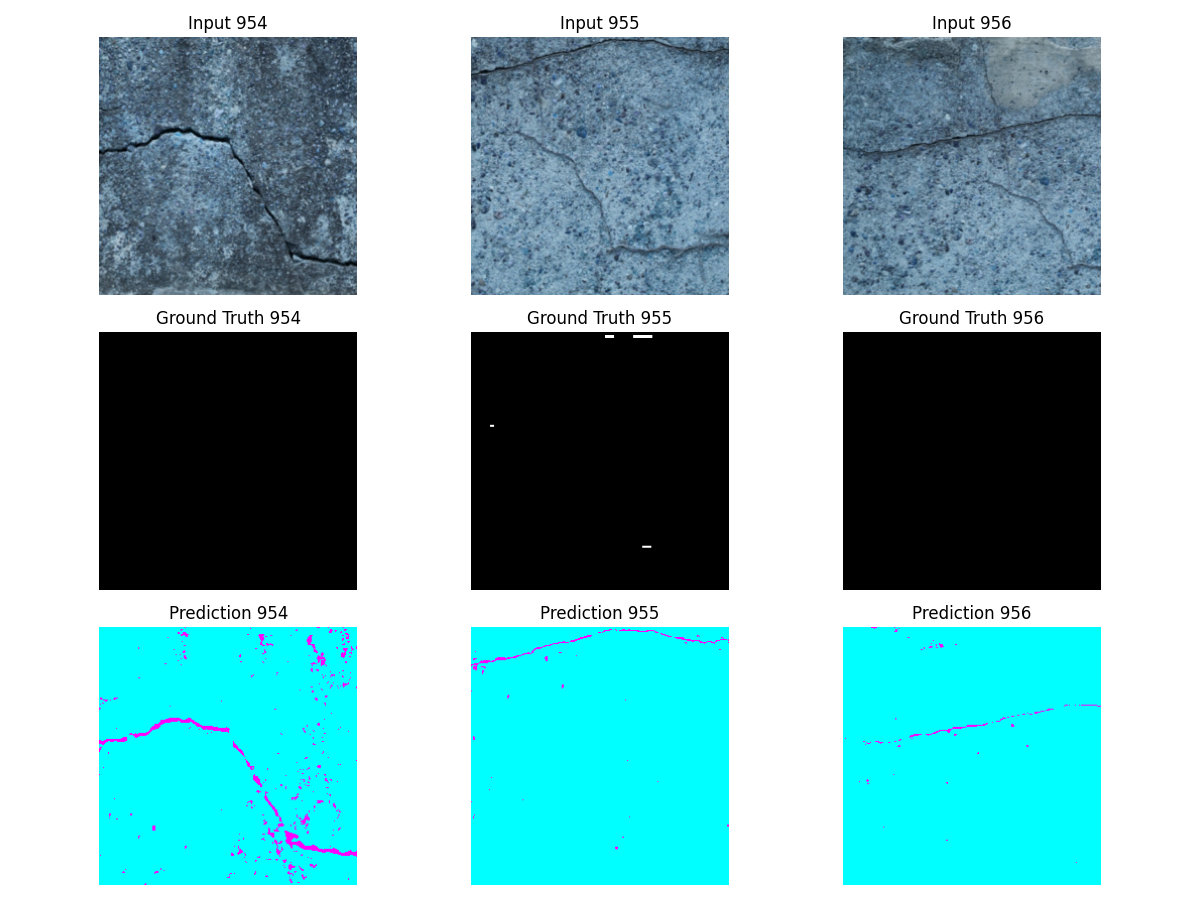 Input 954
Input 955
Input 956
Ground Truth 954
Ground Truth 955
Ground Truth 956
Prediction 954
Prediction 955
Prediction 956